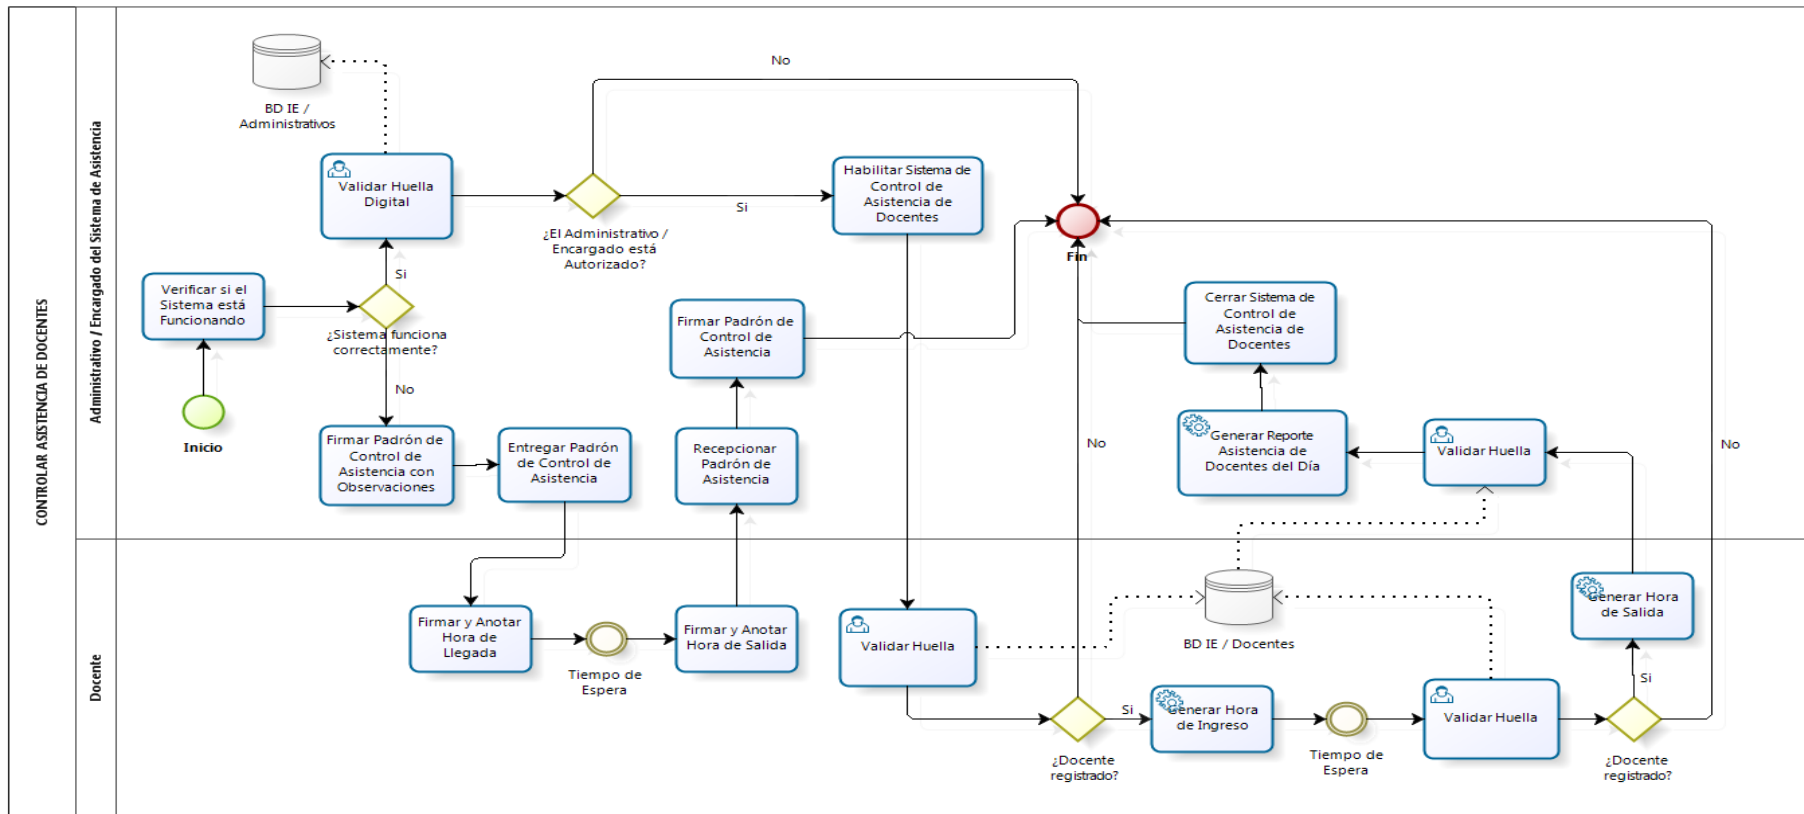 CONTROLAR ASISTENCIA DE DOCENTES
Administrativo / Encargado del Sistema de Asistencia
BD IE /
Administrativos
Validar Huella
Digital
No
Si
¿El Administrativo /
Encargado está
Autorizado?
Habilitar Sistema de
Control de
Asistencia de
Docentes
Fin
Verificar si el
Sistema está
Funcionando
Si
¿Sistema funciona
correctamente?
No
Inicio
Firmar Padrón de
Control de
Asistencia con
Observaciones
Entregar Padrón
de Control de
Asistencia
Firmar Padrón de
Control de
Asistencia
Recepcionar
Padrón de
Asistencia
Cerrar Sistema de
Control de
Asistencia de
Docentes
No
Generar Reporte
Asistencia de
Docentes del Día
Validar Huella
No
Docente
Firmar y Anotar
Hora de
Llegada
Tiempo de
Espera
Firmar y Anotar
Hora de Salida
Validar Huella
BD IE / Docentes
Generar Hora
de Salida
Si
¿Docente
registrado?
Si
Generar Hora
de Ingreso
Tiempo de
Espera
Validar Huella
¿Docente
registrado?